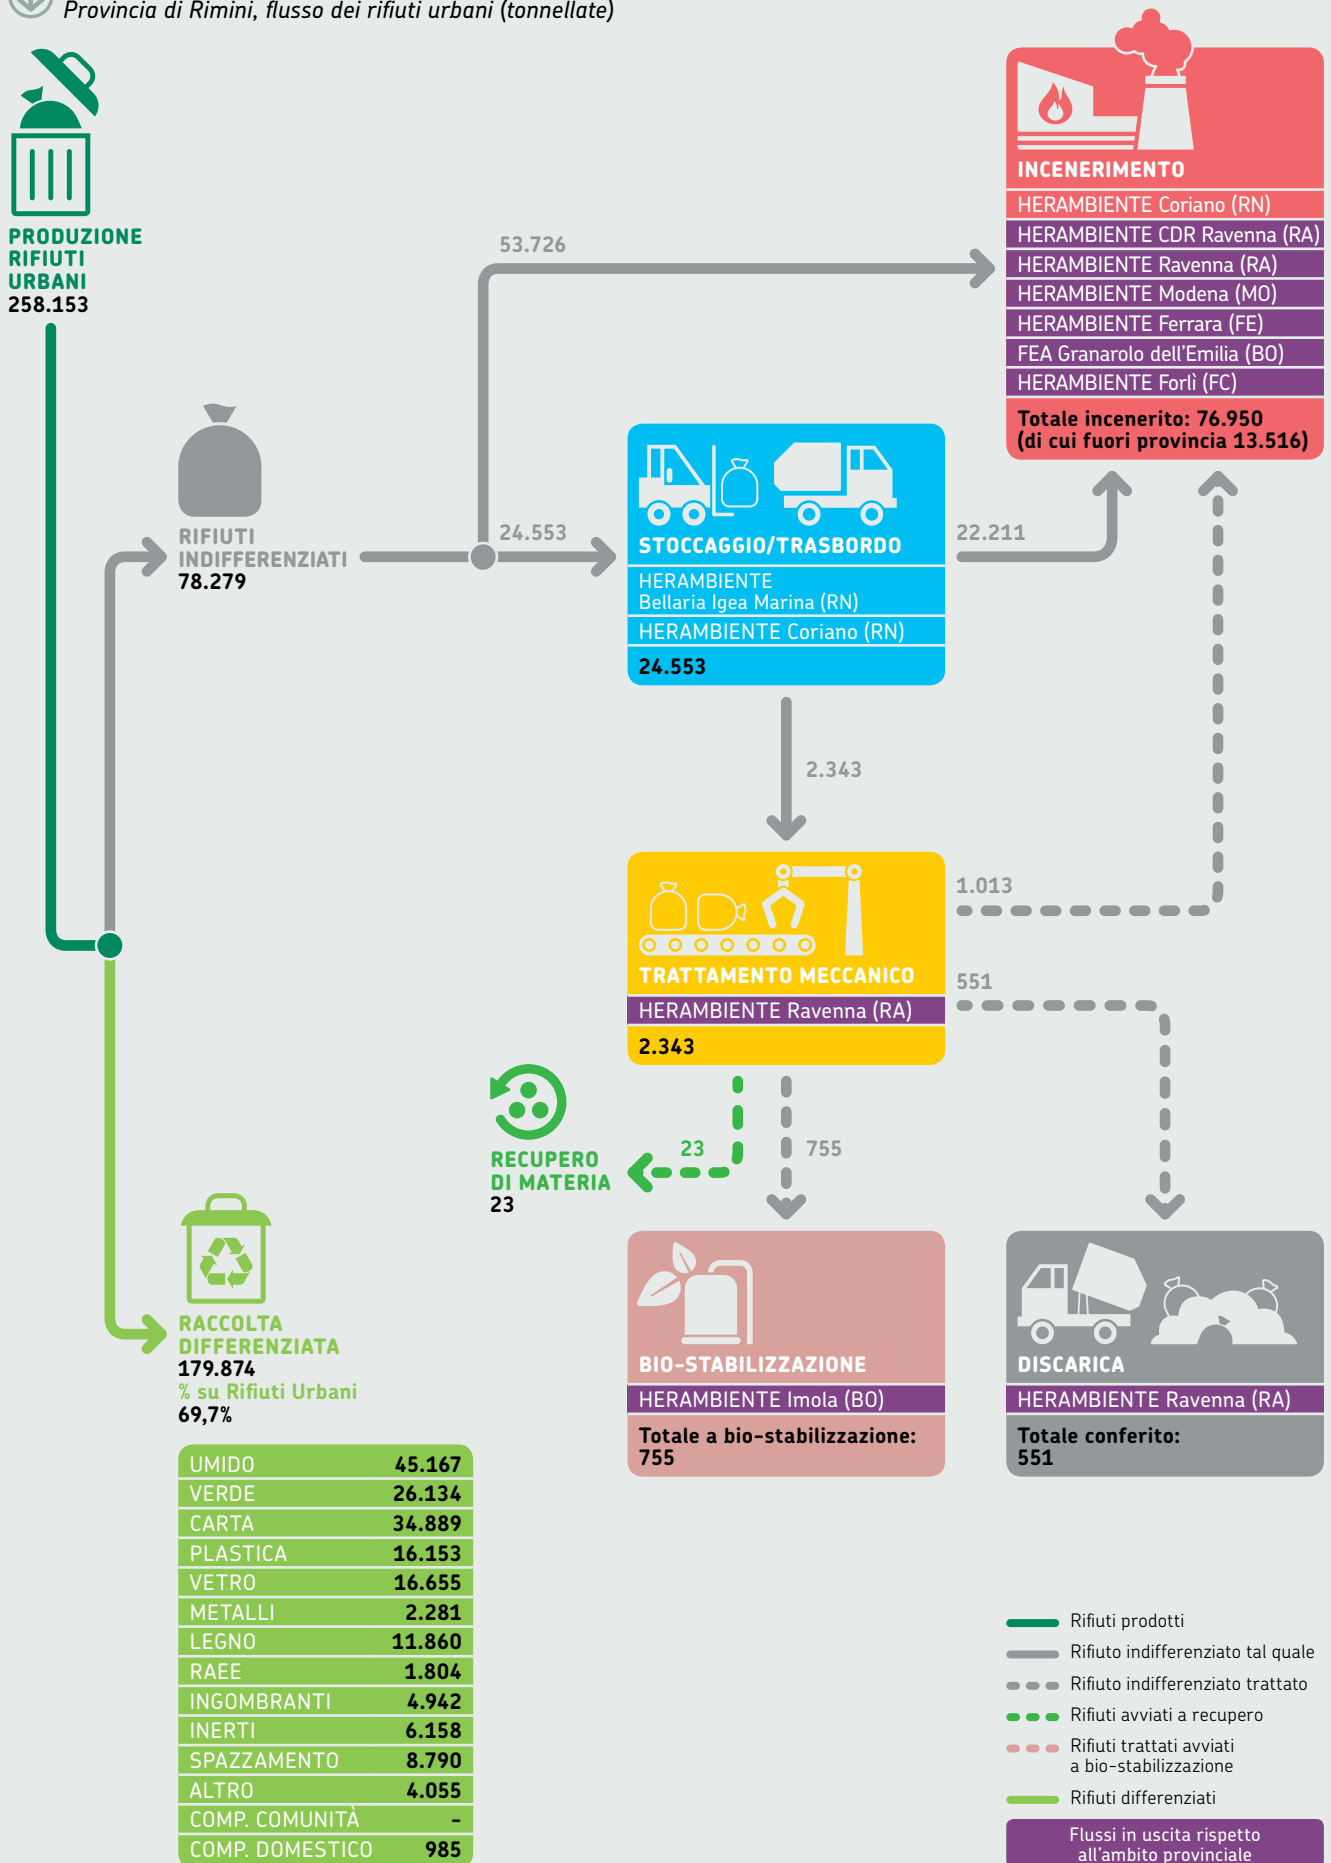 Provincia di Rimini, flusso dei rifiuti urbani (tonnellate)
PRODUZIONE
RIFIUTI
URBANI
258.153
RIFIUTI
INDIFFERENZIATI
78.279
53.726
24.553
INCENERIMENTO
HERAMBIENTE Coriano (RN)
HERAMBIENTE CDR Ravenna (RA)
HERAMBIENTE Ravenna (RA)
HERAMBIENTE Modena (MO)
HERAMBIENTE Ferrara (FE)
FEA Granarolo dell'Emilia (BO)
HERAMBIENTE Forlì (FC)
Totale incenerito: 76.950
(di cui fuori provincia 13.516)
STOCCAGGIO/TRASBORDO
HERAMBIENTE
Bellaria Igea Marina (RN)
HERAMBIENTE Coriano (RN)
24.553
22.211
2.343
TRATTAMENTO MECCANICO
HERAMBIENTE Ravenna (RA)
2.343
1.013
551
RECUPERO
DI MATERIA
23
23
755
BIO-STABILIZZAZIONE
HERAMBIENTE Imola (BO)
Totale a bio-stabilizzazione:
755
DISCARICA
HERAMBIENTE Ravenna (RA)
Totale conferito:
551
RACCOLTA
DIFFERENZIATA
179.874
% su Rifiuti Urbani
69,7%
UMIDO 45.167
VERDE 26.134
CARTA 34.889
PLASTICA 16.153
VETRO 16.655
METALLI 2.281
LEGNO 11.860
RAEE 1.804
INGOMBRANTI 4.942
INERTI 6.158
SPAZZAMENTO 8.790
ALTRO 4.055
COMP. COMUNITÀ -
COMP. DOMESTICO 985
Rifiuti prodotti
Rifiuto indifferenziato tal quale
Rifiuto indifferenziato trattato
Rifiuti avviati a recupero
Rifiuti trattati avviati
a bio-stabilizzazione
Rifiuti differenziati
Flussi in uscita rispetto
all'ambito provinciale